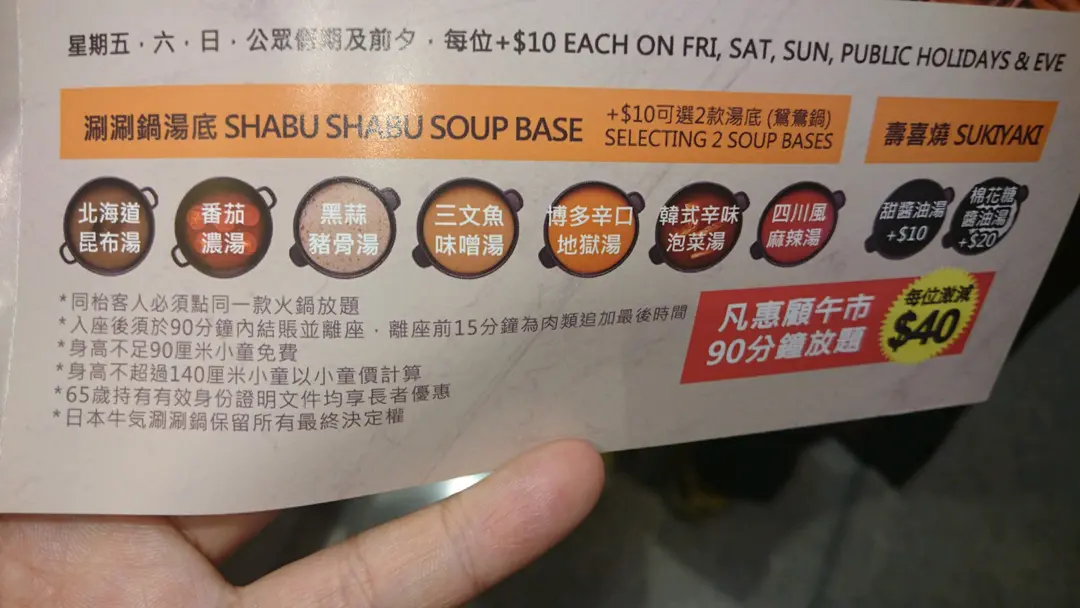 星期五．六．日．公眾假期及前夕．每位+$10 EACH ON FRI, SAT, SUN, PUBLIC HOLIDAYS & EVE
涮涮鍋湯底 SHABU SHABU SOUP BASE
+$10可選2款湯底 (鴛鴦鍋)
SELECTING 2 SOUP BASES
壽喜燒 SUKIYAKI
北海道
昆布湯
番茄
濃湯
黑蒜
豬骨湯
三文魚
味噌湯
博多辛口
地獄湯
韓式辛味
泡菜湯
四川風
麻辣湯
甜醬油湯
+$10
棉花糖
醬油湯
+$20
*同枱客人必須點同一款火鍋放題
*入座後須於90分鐘內結賬並離座．離座前15分鐘為肉類追加最後時間
*身高不足90厘米小童免費
*身高不超過140厘米小童以小童價計算
*65歲持有有效身份證明文件均享長者優惠
*日本牛気涮涮鍋保留所有最終決定權
凡惠顧午市
90分鐘放題
每位激減
$40